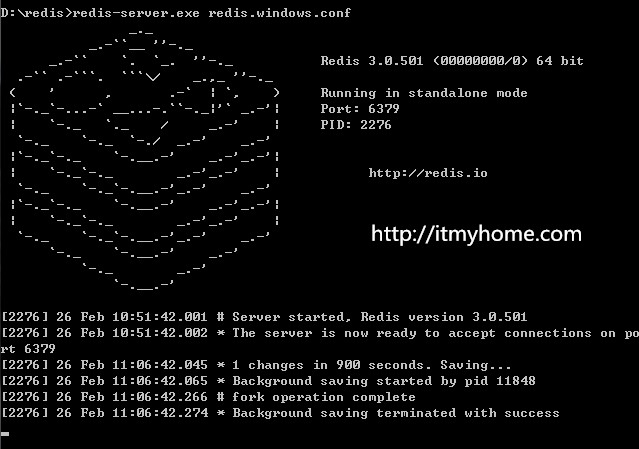 D:\redis>redis-server.exe redis.windows.conf
Redis 3.0.501 (00000000/0) 64 bit
Running in standalone mode
Port: 6379
PID: 2276
http://redis.io
http://itmyhome.com
[2276] 26 Feb 10:51:42.001 # Server started, Redis version 3.0.501
[2276] 26 Feb 10:51:42.002 * The server is now ready to accept connections on po
rt 6379
[2276] 26 Feb 11:06:42.045 * 1 changes in 900 seconds. Saving...
[2276] 26 Feb 11:06:42.065 * Background saving started by pid 11848
[2276] 26 Feb 11:06:42.266 # fork operation complete
[2276] 26 Feb 11:06:42.274 * Background saving terminated with success